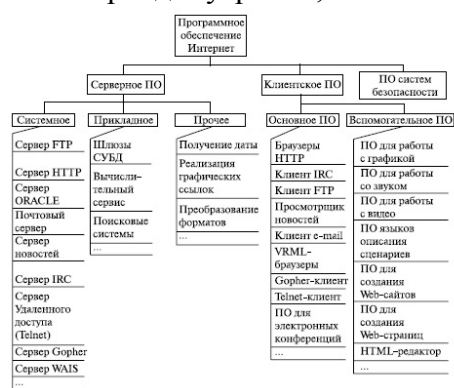 Программное
обеспечение
Интернет
Серверное ПО
Клиентское ПО
ПО систем
безопасности
Системное
Прикладное
Прочее
Основное ПО
Вспомогательное ПО
Сервер FTP
Сервер HTTP
Сервер
ORACLE
Почтовый
сервер
Сервер
новостей
Сервер IRC
Сервер
Удаленного
доступа
(Telnet)
Сервер Gopher
Сервер WAIS
...
Шлюзы
СУБД
Вычисли-
тельный
сервис
Поисковые
системы
...
Получение даты
Реализация
графических
ссылок
Преобразование
форматов
...
Браузеры
HTTP
Клиент IRC
Клиент FTP
Просмотрщик
новостей
Клиент e-mail
VRML-
браузеры
Gopher-клиент
Telnet-клиент
ПО для
электронных
конференций
...
ПО для работы
с графикой
ПО для работы
со звуком
ПО для работы
с видео
ПО языков
описания
сценариев
ПО для
создания
Web-сайтов
ПО для
создания
Web-страниц
HTML-редактор
...